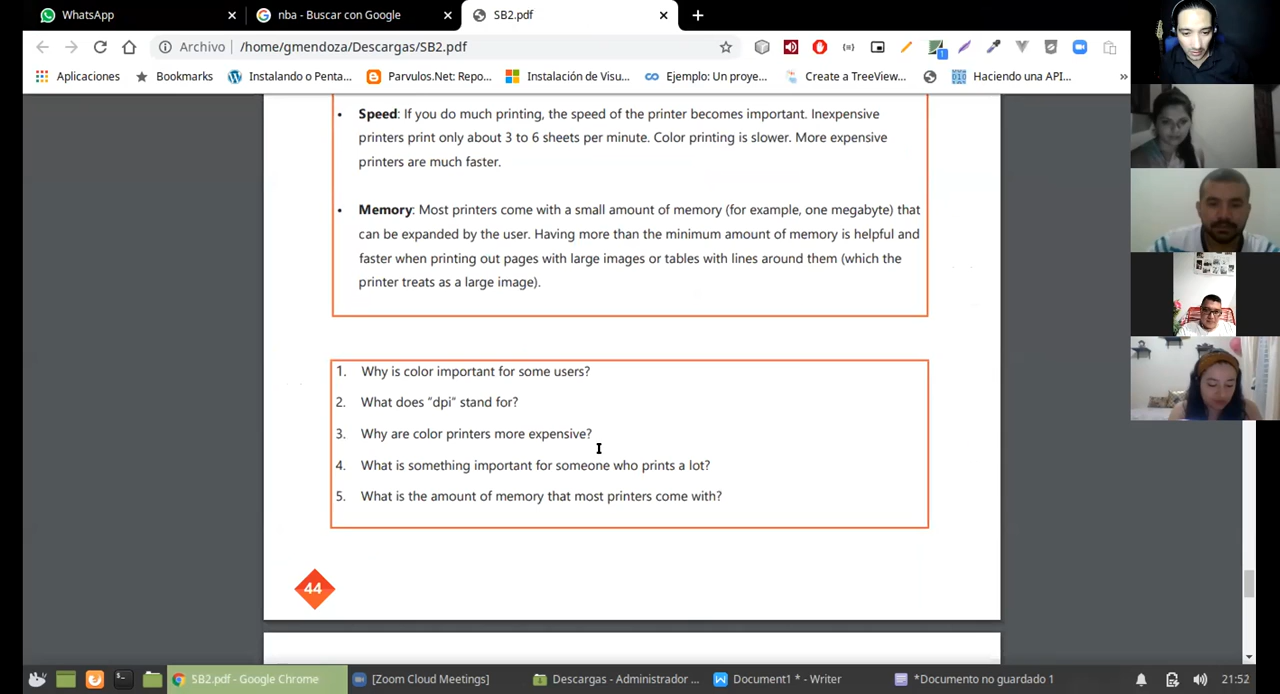 WhatsApp
nba - Buscar con Google
SB2.pdf
Archivo
/home/gmendoza/Descargas/SB2.pdf
Aplicaciones
Bookmarks
Instalando o Penta...
Parvulos.Net: Repo...
Instalación de Visu...
Ejemplo: Un proye...
Create a TreeView...
Haciendo una API...
»
• Speed: If you do much printing, the speed of the printer becomes important. Inexpensive
printers print only about 3 to 6 sheets per minute. Color printing is slower. More expensive
printers are much faster.
• Memory: Most printers come with a small amount of memory (for example, one megabyte) that
can be expanded by the user. Having more than the minimum amount of memory is helpful and
faster when printing out pages with large images or tables with lines around them (which the
printer treats as a large image).
1. Why is color important for some users?
2. What does “dpi” stand for?
3. Why are color printers more expensive?
4. What is something important for someone who prints a lot?
5. What is the amount of memory that most printers come with?
44
SB2.pdf - Google Chrome
[Zoom Cloud Meetings]
Descargas - Administrador ...
Document1 * - Writer
*Documento no guardado 1
21:52